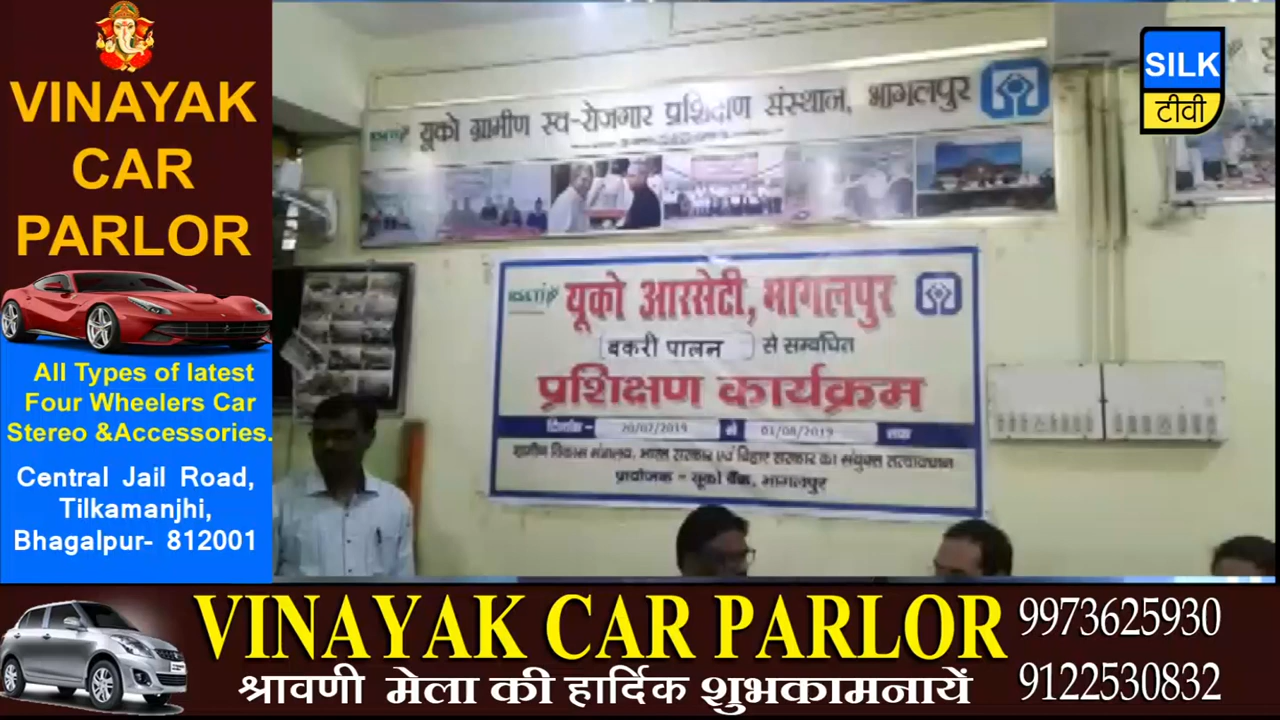 VINAYAK
CAR
PARLOR
All Types of latest
Four Wheelers Car
Stereo &Accessories.
Central Jail Road,
Tilkamanjhi,
Bhagalpur- 812001
SILK
टीवी
यूको ग्रामीण स्व-रोजगार प्रशिक्षण संस्थान, भागलपुर
यूको आरसेटी, भागलपुर
बकरी पालन से सम्बंधित
प्रशिक्षण कार्यक्रम
दिनांक - 20/07/2019 से 01/08/2019 तक
ग्रामीण विकास मंत्रालय, भारत सरकार एवं बिहार सरकार का संयुक्त तत्वावधान
प्रायोजक - यूको बैंक, भागलपुर
VINAYAK CAR PARLOR
श्रावणी मेला की हार्दिक शुभकामनायें
9973625930
9122530832